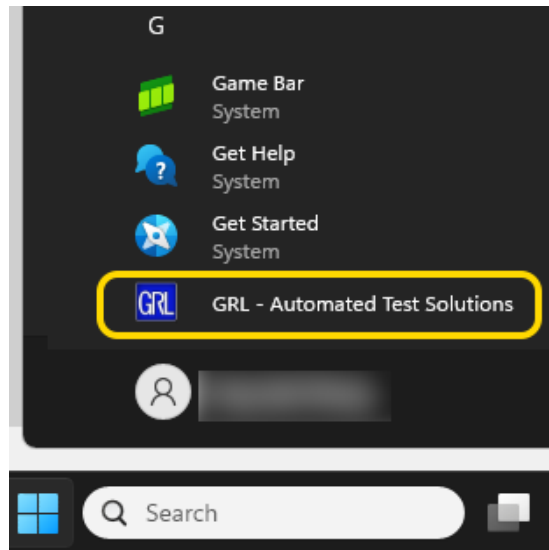 G
Game Bar
System
Get Help
System
Get Started
System
GRL GRL - Automated Test Solutions
Search